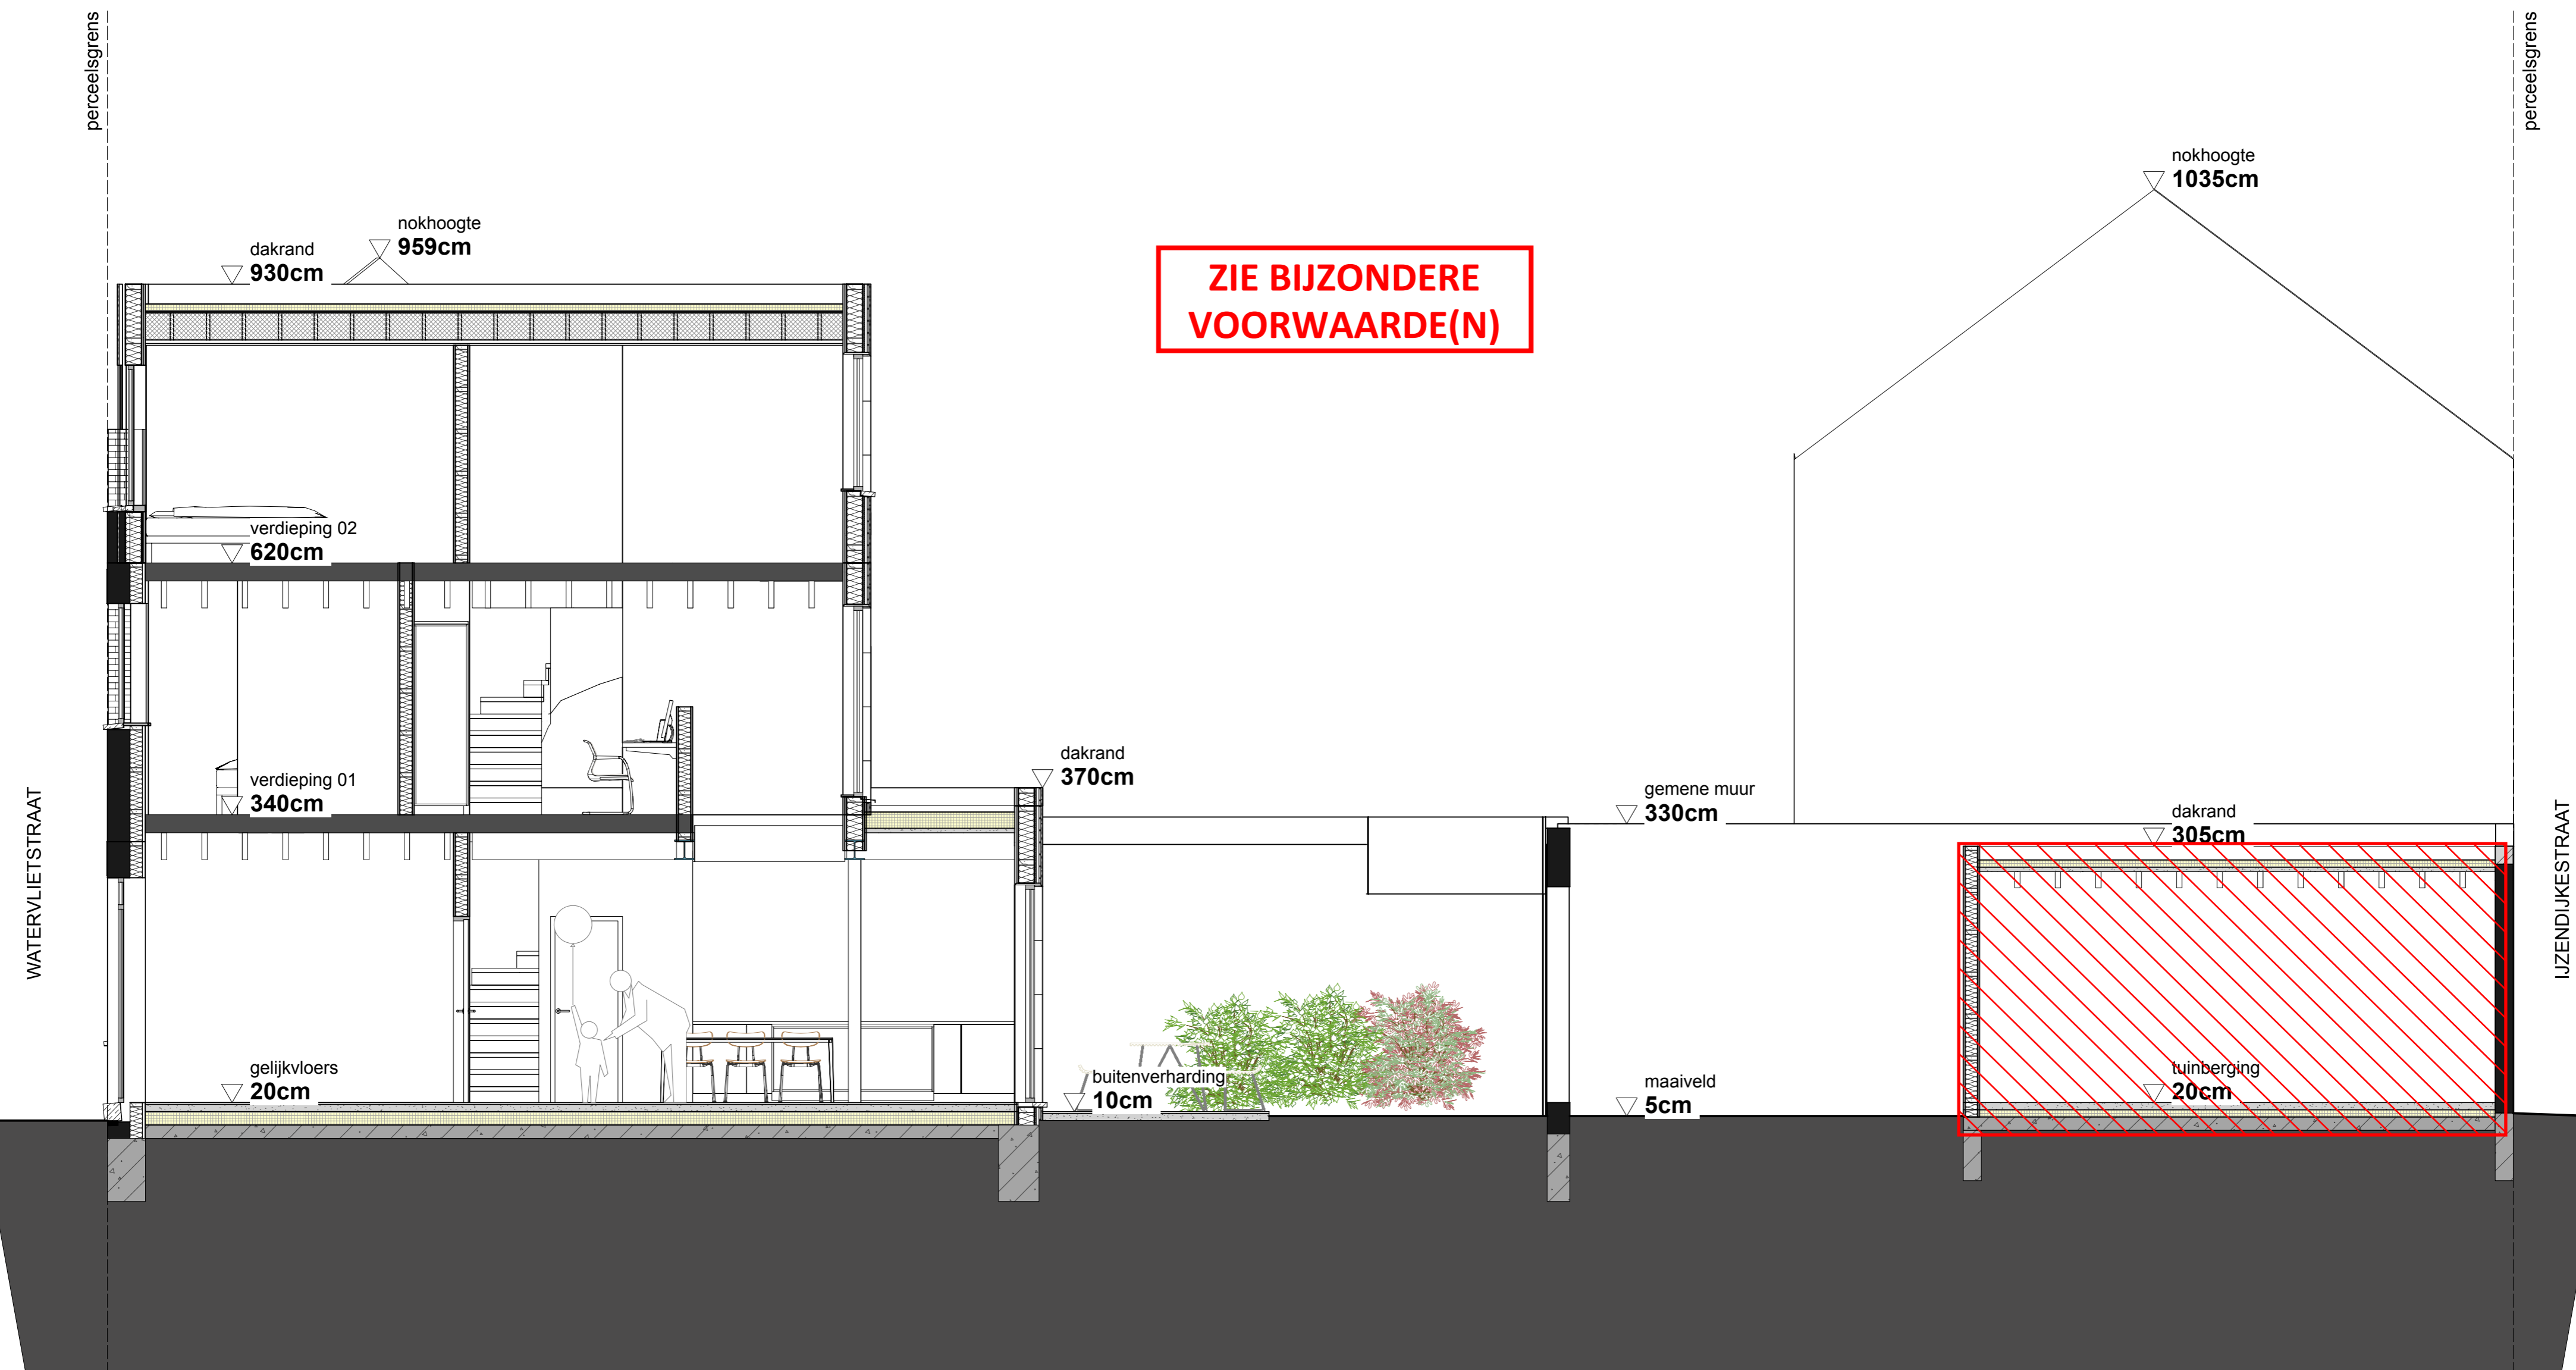 perceelsgrens
perceelsgrens
nokhoogte
1035cm
nokhoogte
959cm
dakrand
930cm
ZIE BIJZONDERE
VOORWAARDE(N)
verdieping 02
620cm
dakrand
370cm
verdieping 01
340cm
gemene muur
330cm
dakrand
305cm
WATERVLIETSTRAAT
IJZENDIJKESTRAAT
gelijkvloers
20cm
buitenverharding
10cm
maaiveld
5cm
tuinberging
20cm